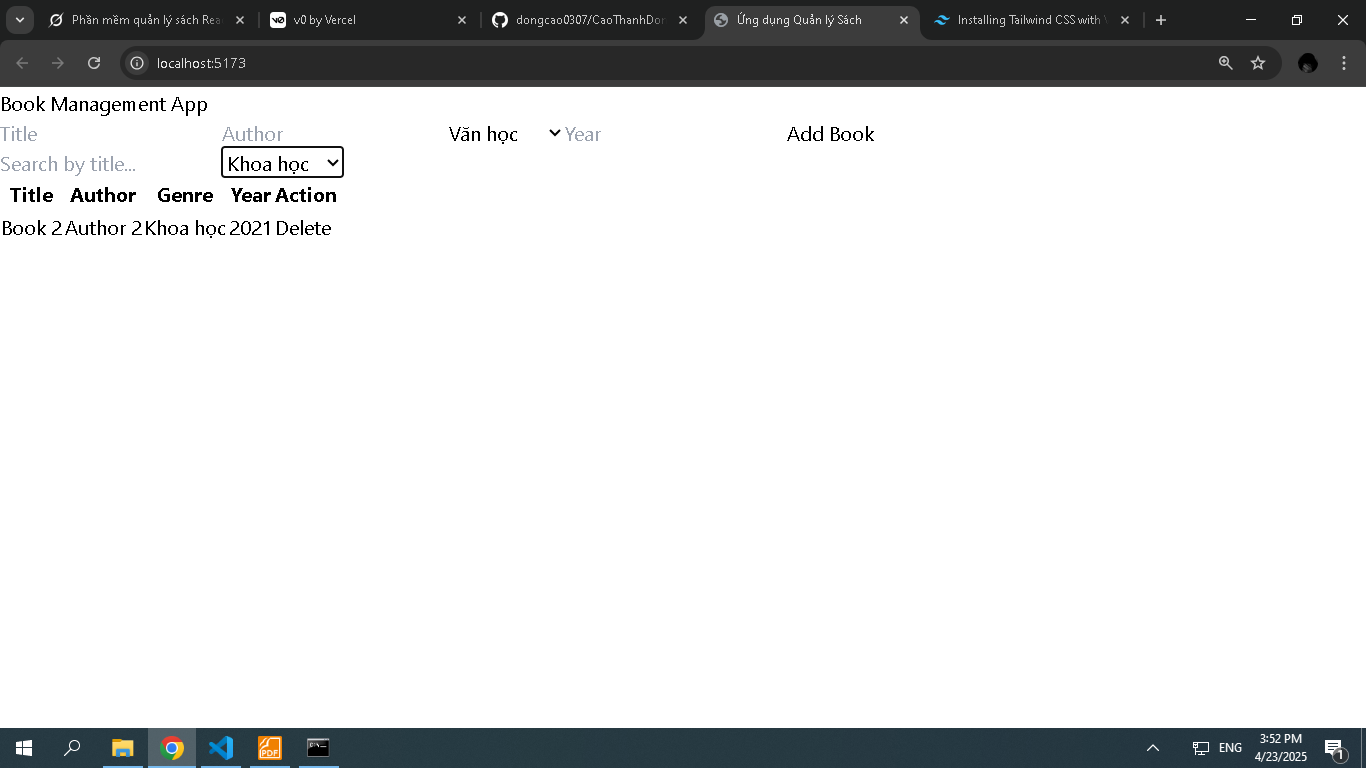 Phần mềm quản lý sách Rea
v0 by Vercel
dongcao0307/CaoThanhDon
Ứng dụng Quản lý Sách
Installing Tailwind CSS with V
localhost:5173
Book Management App
Title Author Văn học Year Add Book
Search by title... Khoa học
Title Author Genre Year Action
Book 2 Author 2 Khoa học 2021 Delete
ENG
3:52 PM
4/23/2025
1